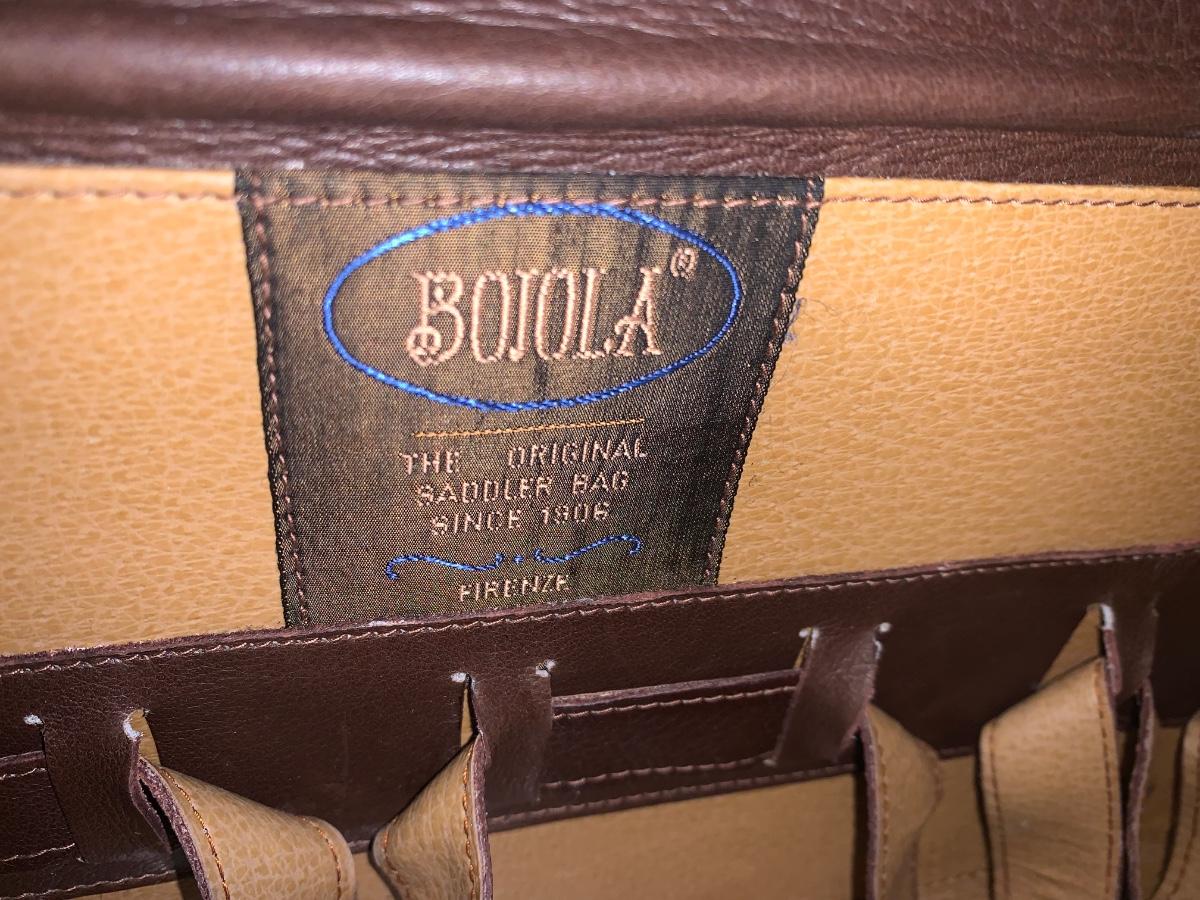 BOJOLA®
THE ORIGINAL
SADDLER BAG
SINCE 1906
FIRENZE